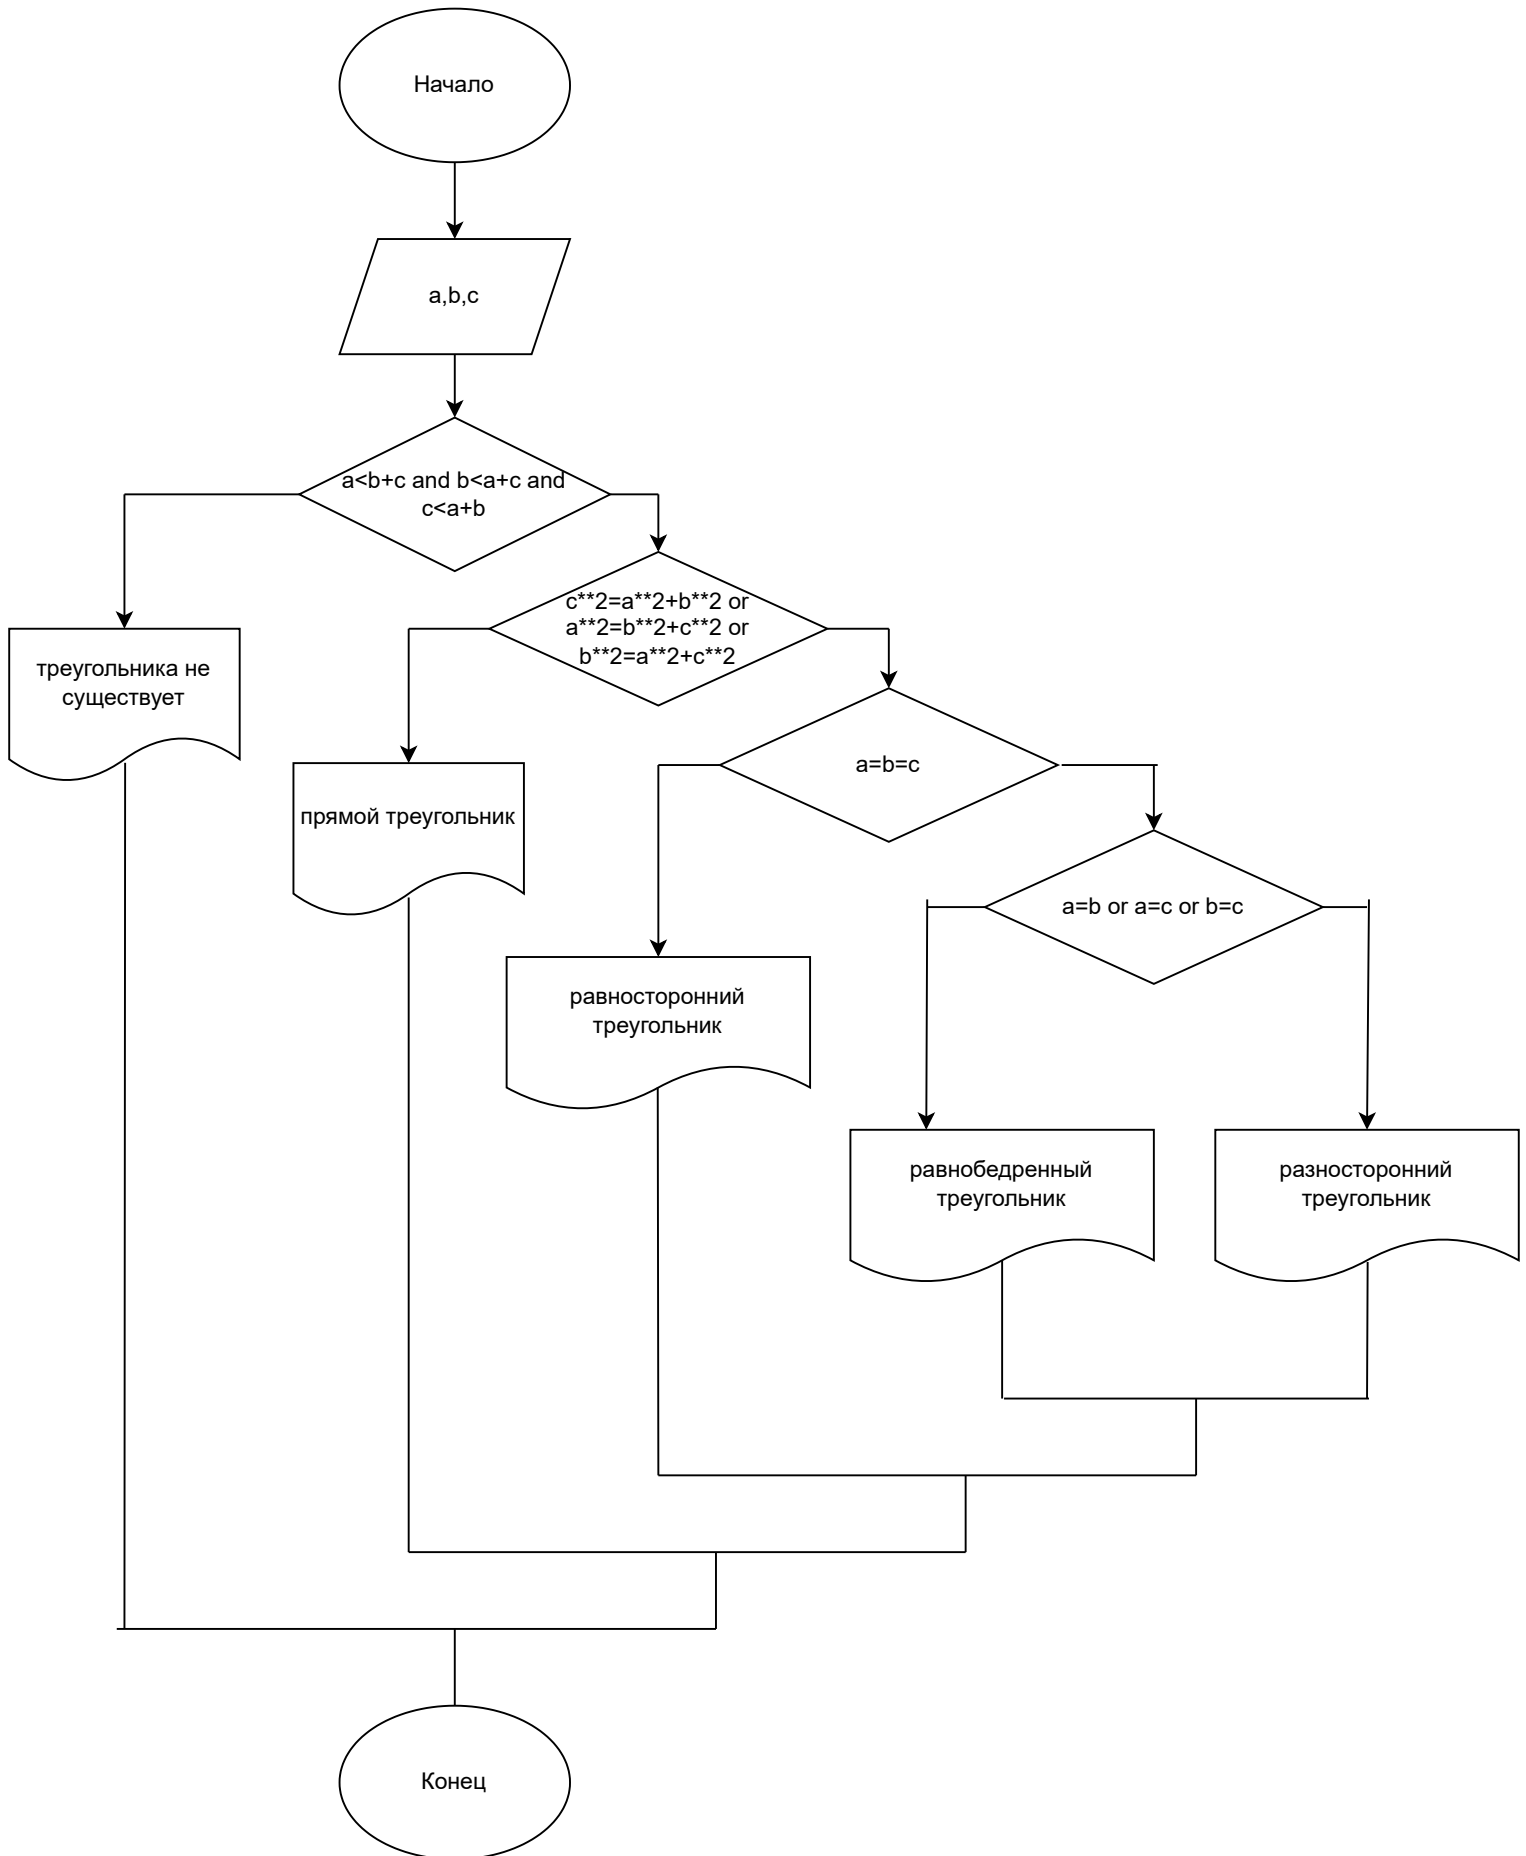 Начало
a,b,c
a<b+c and b<a+c and
c<a+b
c**2=a**2+b**2 or
a**2=b**2+c**2 or
b**2=a**2+c**2
треугольника не
существует
a=b=c
прямой треугольник
a=b or a=c or b=c
равносторонний
треугольник
равнобедренный
треугольник
разносторонний
треугольник
Конец